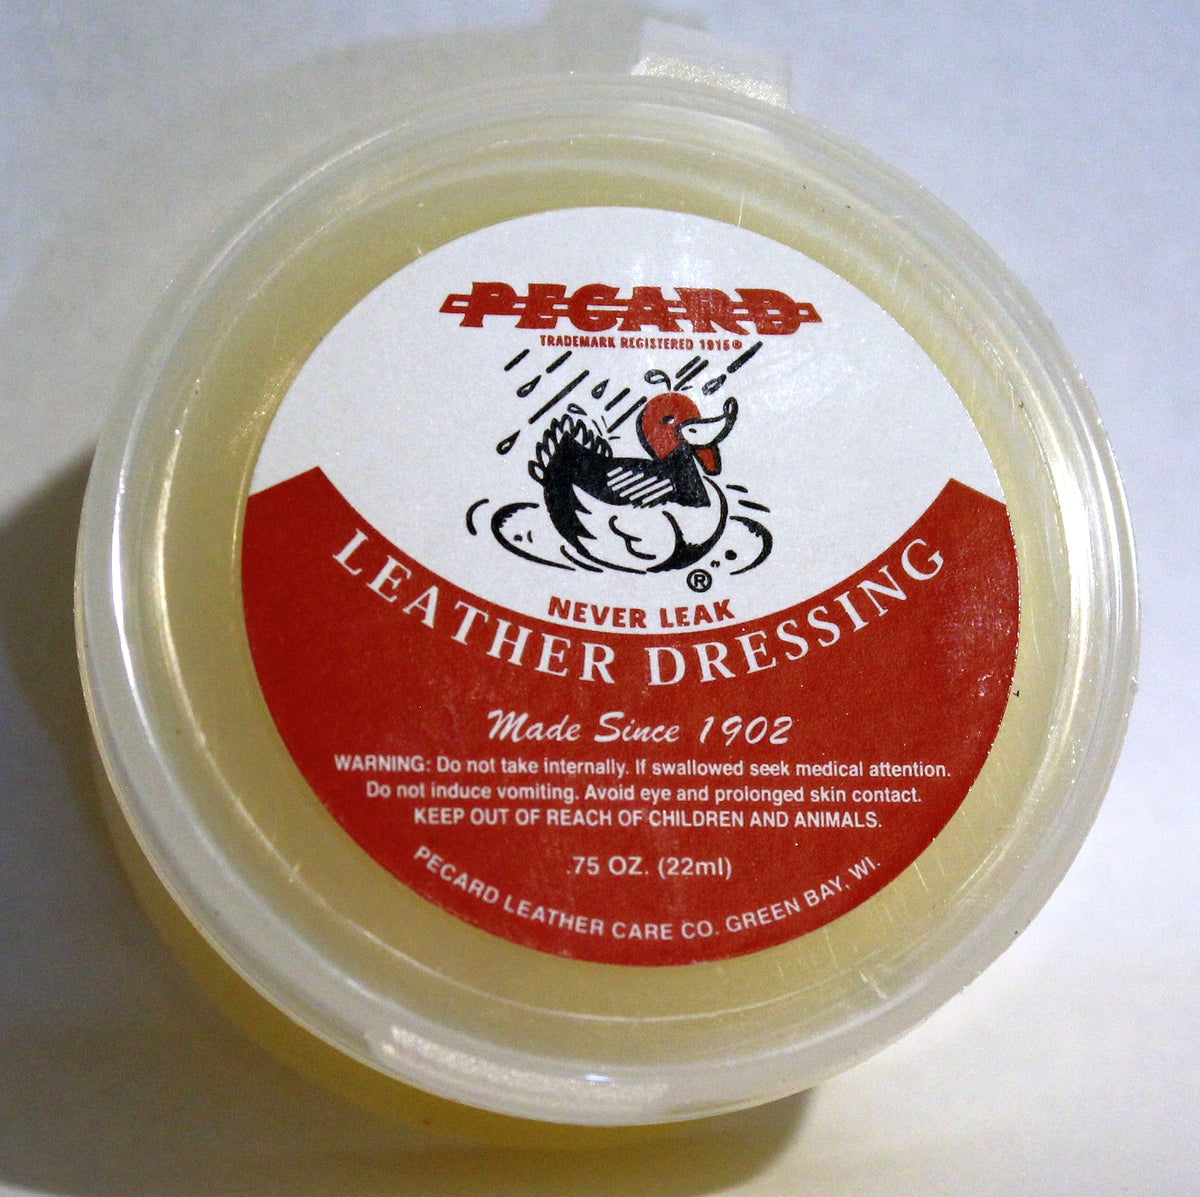 PECARD
TRADEMARK REGISTERED 1915®
®
NEVER LEAK
LEATHER DRESSING
Made Since 1902
WARNING: Do not take internally. If swallowed seek medical attention.
Do not induce vomiting. Avoid eye and prolonged skin contact.
KEEP OUT OF REACH OF CHILDREN AND ANIMALS.
.75 OZ. (22ml)
PECARD LEATHER CARE CO. GREEN BAY, WI.